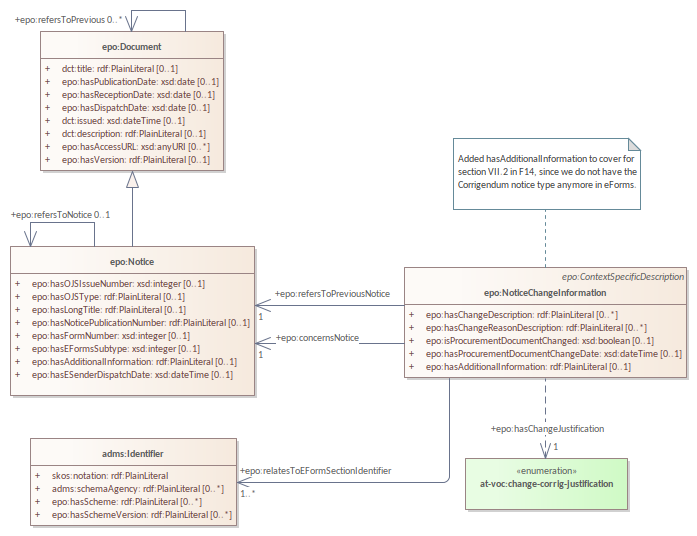 +epo:refersToPrevious 0..*
epo:Document
+ dct:title: rdf:PlainLiteral [0..1]
+ epo:hasPublicationDate: xsd:date [0..1]
+ epo:hasReceptionDate: xsd:date [0..1]
+ epo:hasDispatchDate: xsd:date [0..1]
+ dct:issued: xsd:dateTime [0..1]
+ dct:description: rdf:PlainLiteral [0..1]
+ epo:hasAccessURL: xsd:anyURI [0..*]
+ epo:hasVersion: rdf:PlainLiteral [0..1]
Added hasAdditionalInformation to cover for
section VII.2 in F14, since we do not have the
Corrigendum notice type anymore in eForms.
+epo:refersToNotice 0..1
epo:Notice
+ epo:hasOJSIssueNumber: xsd:integer [0..1]
+ epo:hasOJSType: rdf:PlainLiteral [0..1]
+ epo:hasLongTitle: rdf:PlainLiteral [0..1]
+ epo:hasNoticePublicationNumber: rdf:PlainLiteral [0..1]
+ epo:hasFormNumber: xsd:integer [0..1]
+ epo:hasEFormsSubtype: xsd:integer [0..1]
+ epo:hasAdditionalInformation: rdf:PlainLiteral [0..1]
+ epo:hasESenderDispatchDate: xsd:dateTime [0..1]
+epo:refersToPreviousNotice
1
+epo:concernsNotice
1
epo:ContextSpecificDescription
epo:NoticeChangeInformation
+ epo:hasChangeDescription: rdf:PlainLiteral [0..*]
+ epo:hasChangeReasonDescription: rdf:PlainLiteral [0..*]
+ epo:isProcurementDocumentChanged: xsd:boolean [0..1]
+ epo:hasProcurementDocumentChangeDate: xsd:dateTime [0..1]
+ epo:hasAdditionalInformation: rdf:PlainLiteral [0..1]
+epo:hasChangeJustification
1
adms:Identifier
+ skos:notation: rdf:PlainLiteral
+ adms:schemaAgency: rdf:PlainLiteral [0..*]
+ epo:hasScheme: rdf:PlainLiteral [0..*]
+ epo:hasSchemeVersion: rdf:PlainLiteral [0..*]
+epo:relatesToEFormSectionIdentifier
1..*
«enumeration»
at-voc:change-corrig-justification